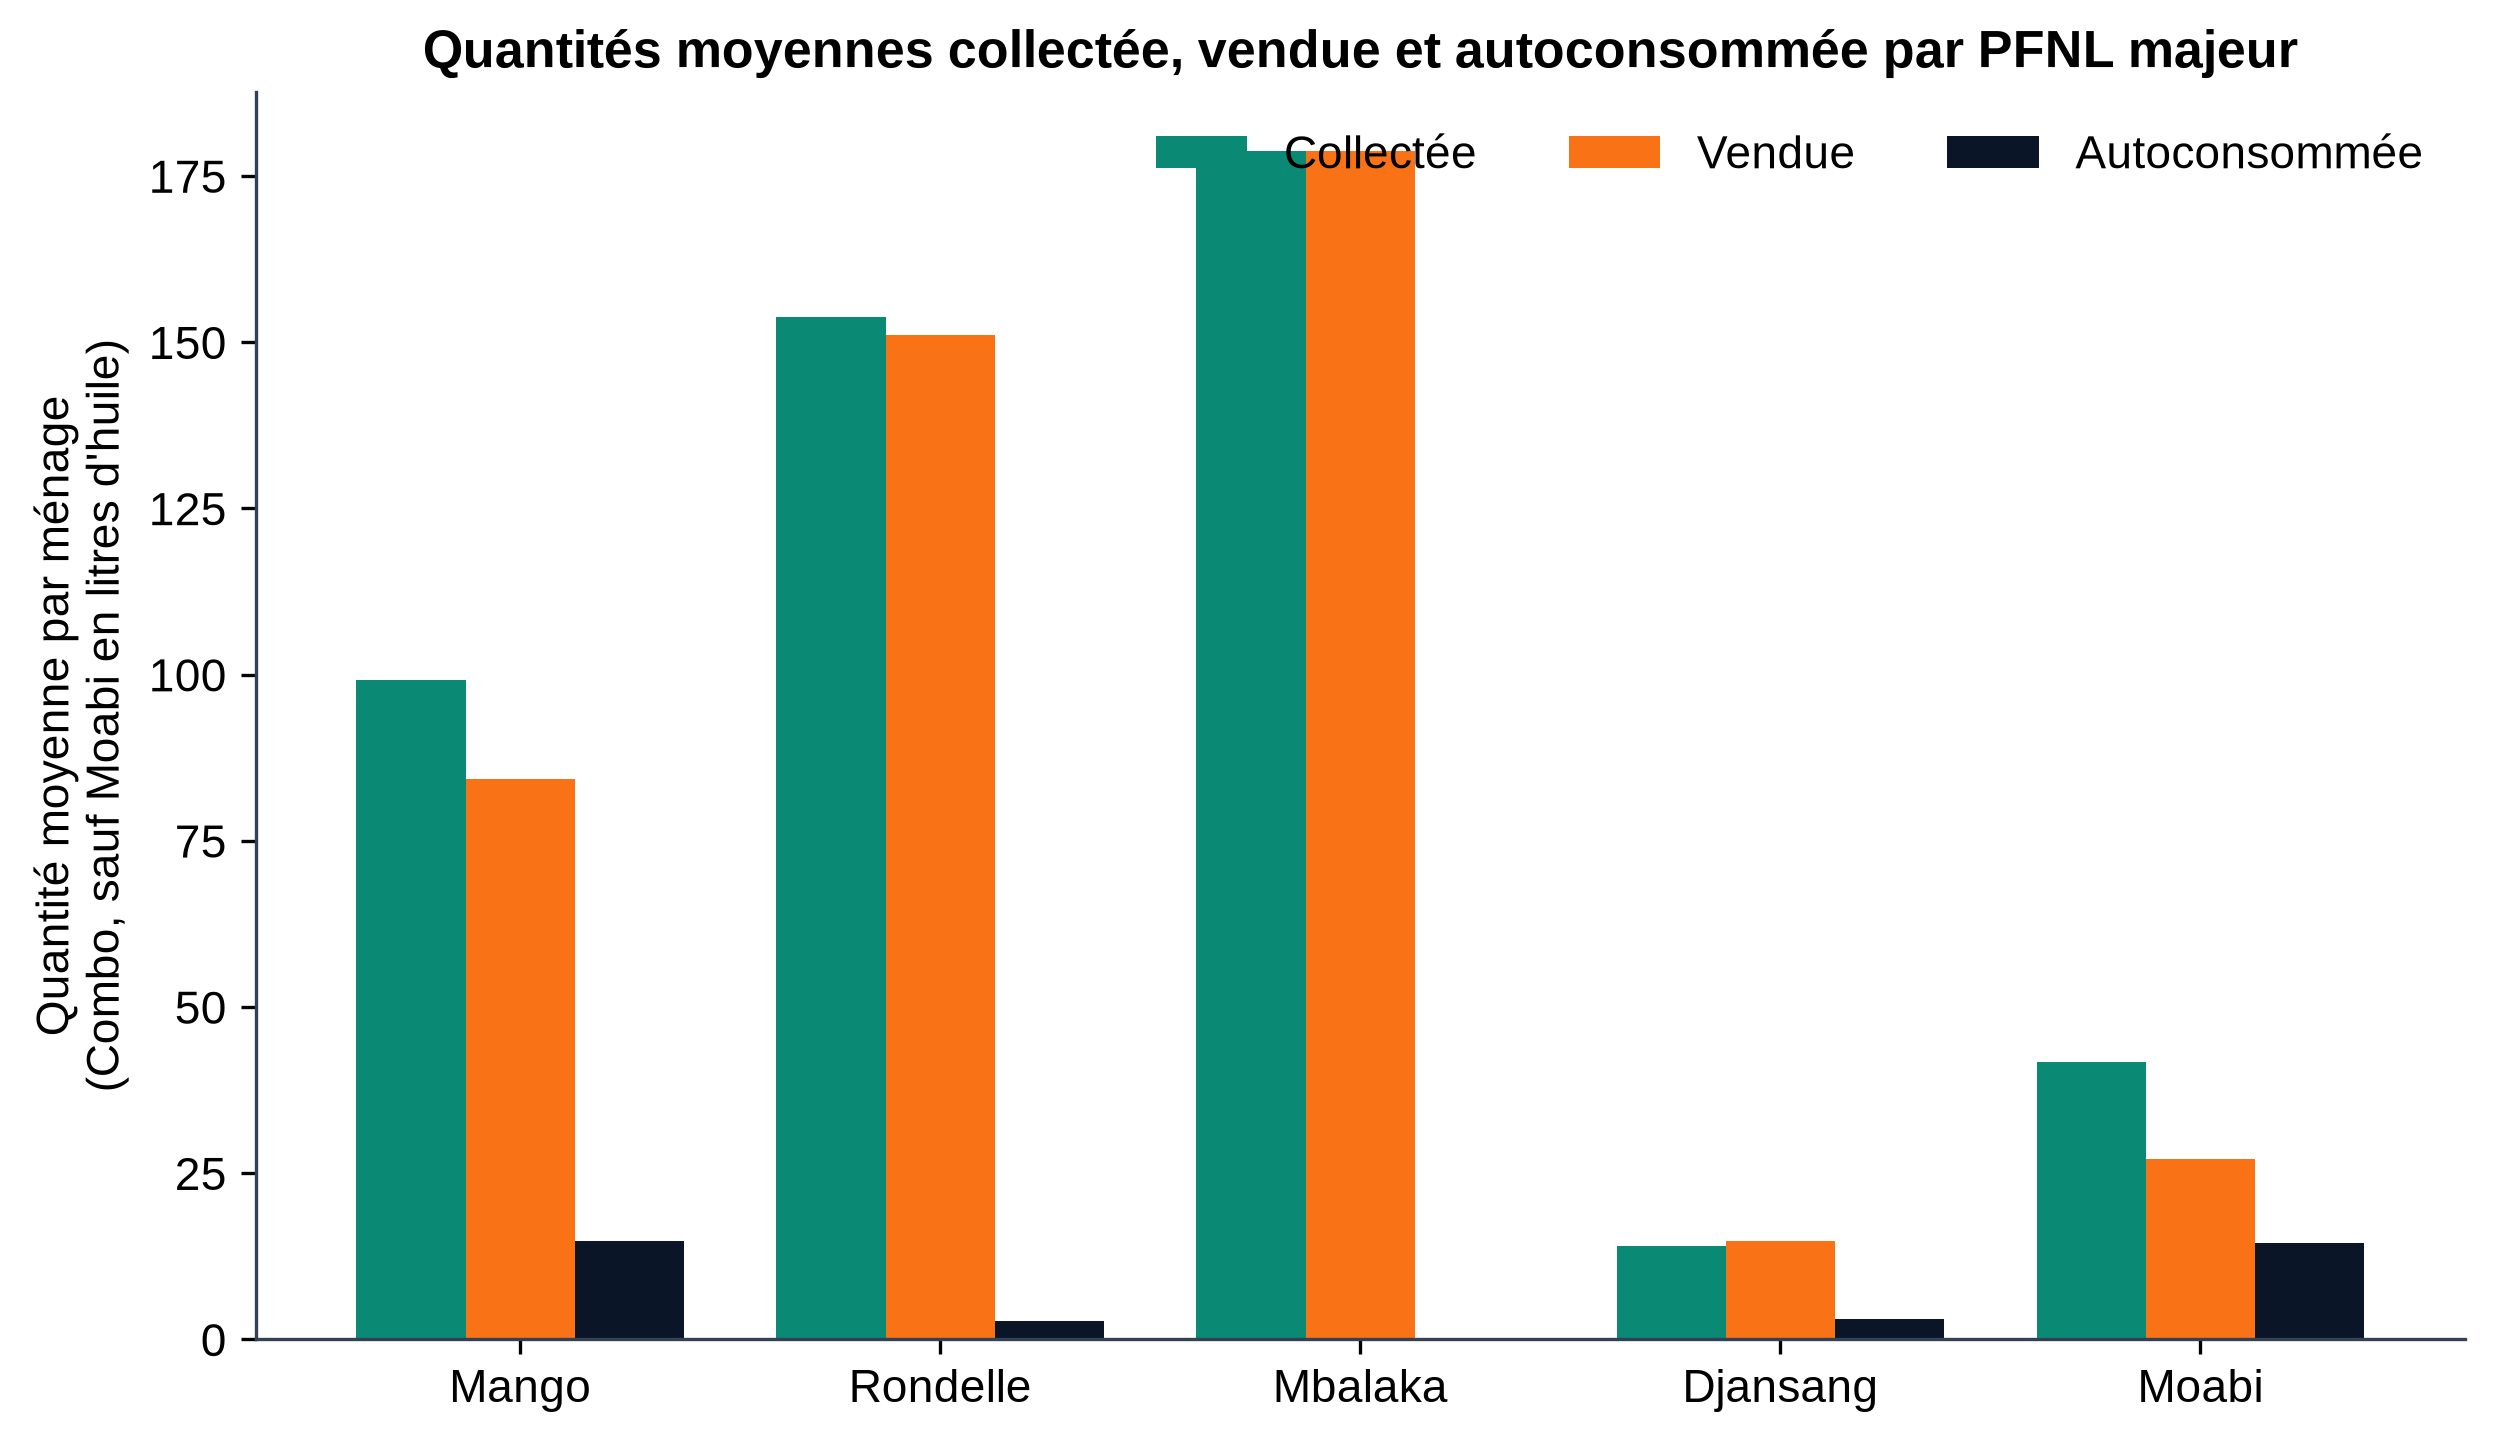 Quantités moyennes collectée, vendue et autoconsommée par PFNL majeur
Collectée
Vendue
Autoconsommée
Quantité moyenne par ménage
(Combo, sauf Moabi en litres d'huile)
175
150
125
100
75
50
25
0
Mango
Rondelle
Mbalaka
Djansang
Moabi